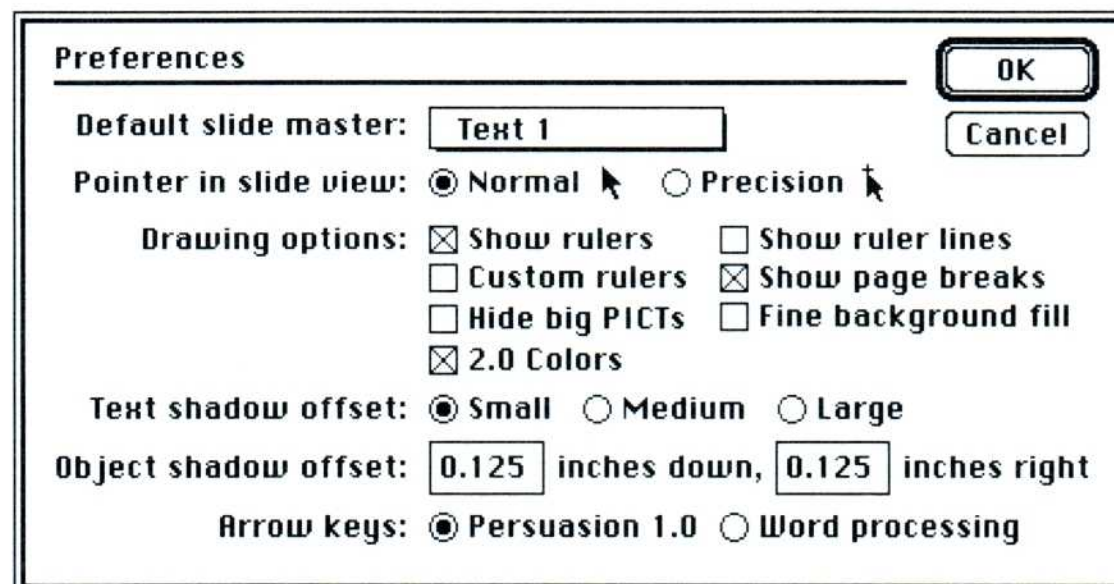 Preferences
OK
Default slide master: Text 1
Cancel
Pointer in slide view: Normal Precision
Drawing options: Show rulers Show ruler lines
Custom rulers Show page breaks
Hide big PICTs Fine background fill
2.0 Colors
Text shadow offset: Small Medium Large
Object shadow offset: 0.125 inches down, 0.125 inches right
Arrow keys: Persuasion 1.0 Word processing